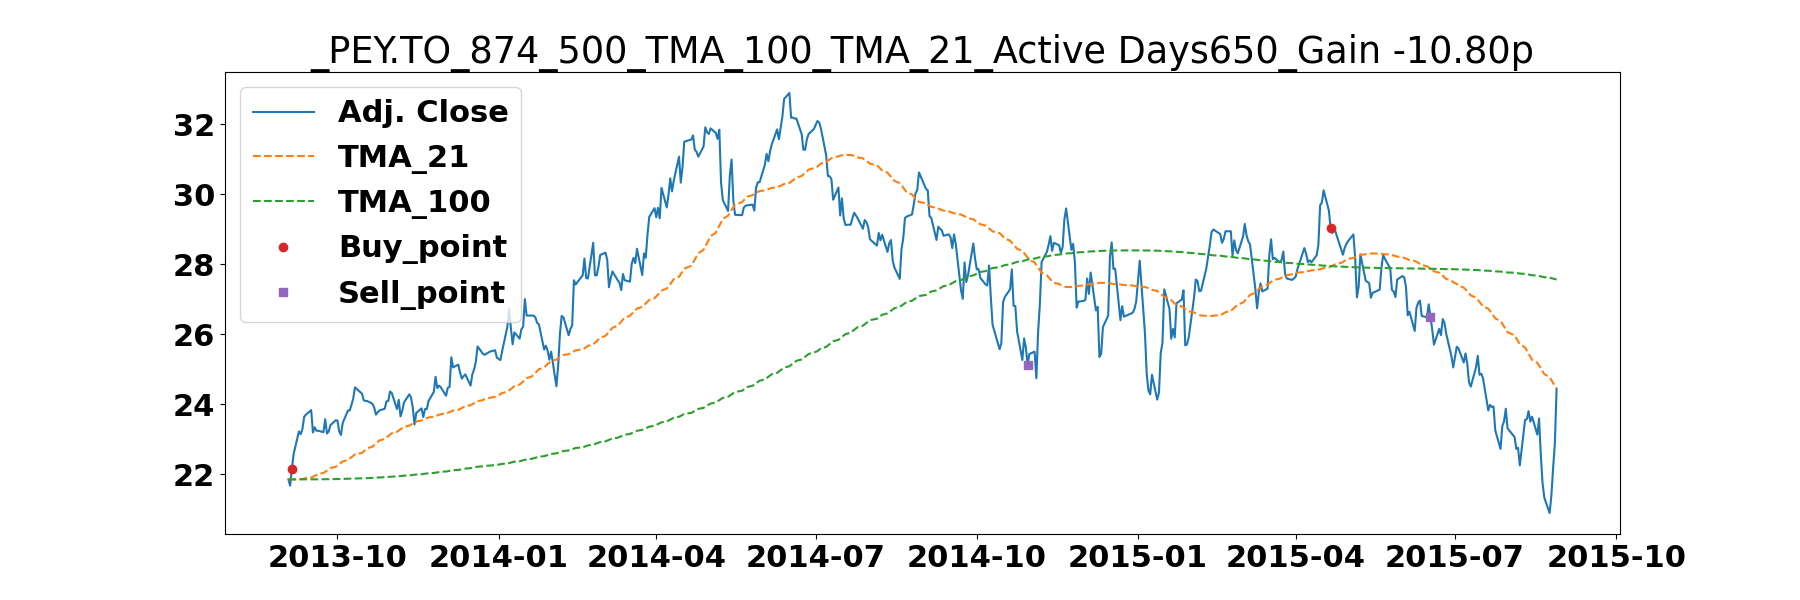 _PEY.TO_874_500_TMA_100_TMA_21_Active Days650_Gain -10.80p
Adj. Close
TMA_21
TMA_100
Buy_point
Sell_point
32
30
28
26
24
22
2013-10 2014-01 2014-04 2014-07 2014-10 2015-01 2015-04 2015-07 2015-10